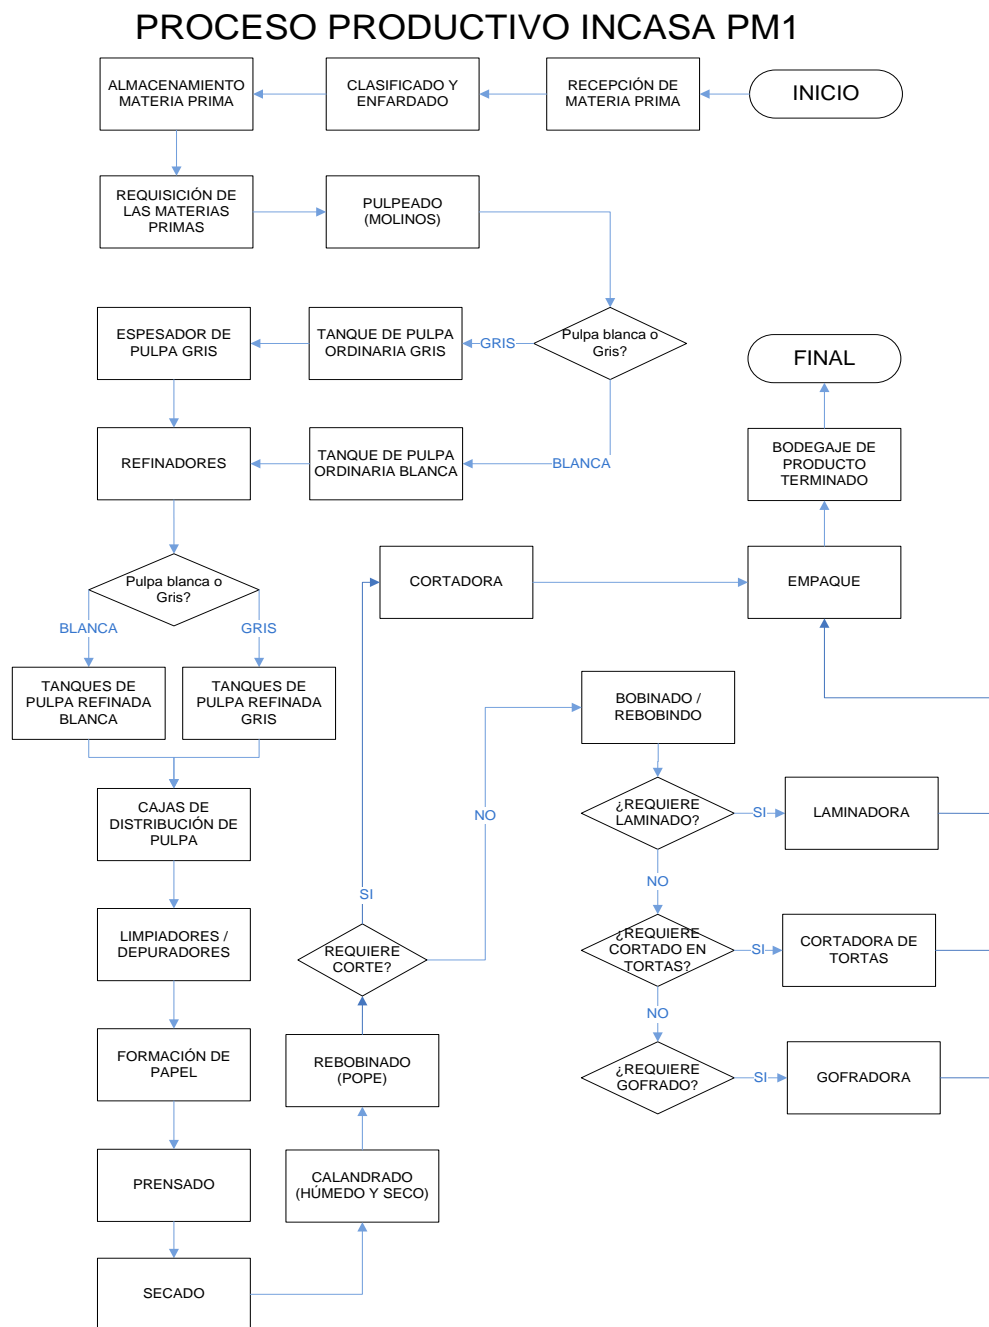 PROCESO PRODUCTIVO INCASA PM1
INICIO
RECEPCIÓN DE
MATERIA PRIMA
CLASIFICADO Y
ENFARDADO
ALMACENAMIENTO
MATERIA PRIMA
REQUISICIÓN DE
LAS MATERIAS
PRIMAS
PULPEADO
(MOLINOS)
Pulpa blanca o
Gris?
GRIS
TANQUE DE PULPA
ORDINARIA GRIS
ESPESADOR DE
PULPA GRIS
BLANCA
TANQUE DE PULPA
ORDINARIA BLANCA
REFINADORES
Pulpa blanca o
Gris?
BLANCA
GRIS
TANQUES DE
PULPA REFINADA
BLANCA
TANQUES DE
PULPA REFINADA
GRIS
CAJAS DE
DISTRIBUCIÓN DE
PULPA
LIMPIADORES /
DEPURADORES
FORMACIÓN DE
PAPEL
PRENSADO
SECADO
CALANDRADO
(HÚMEDO Y SECO)
REBOBINADO
(POPE)
REQUIERE
CORTE?
SI
NO
CORTADORA
BOBINADO /
REBOBINDO
¿REQUIERE
LAMINADO?
SI
LAMINADORA
NO
¿REQUIERE
CORTADO EN
TORTAS?
SI
CORTADORA DE
TORTAS
NO
¿REQUIERE
GOFRADO?
SI
GOFRADORA
EMPAQUE
BODEGAJE DE
PRODUCTO
TERMINADO
FINAL